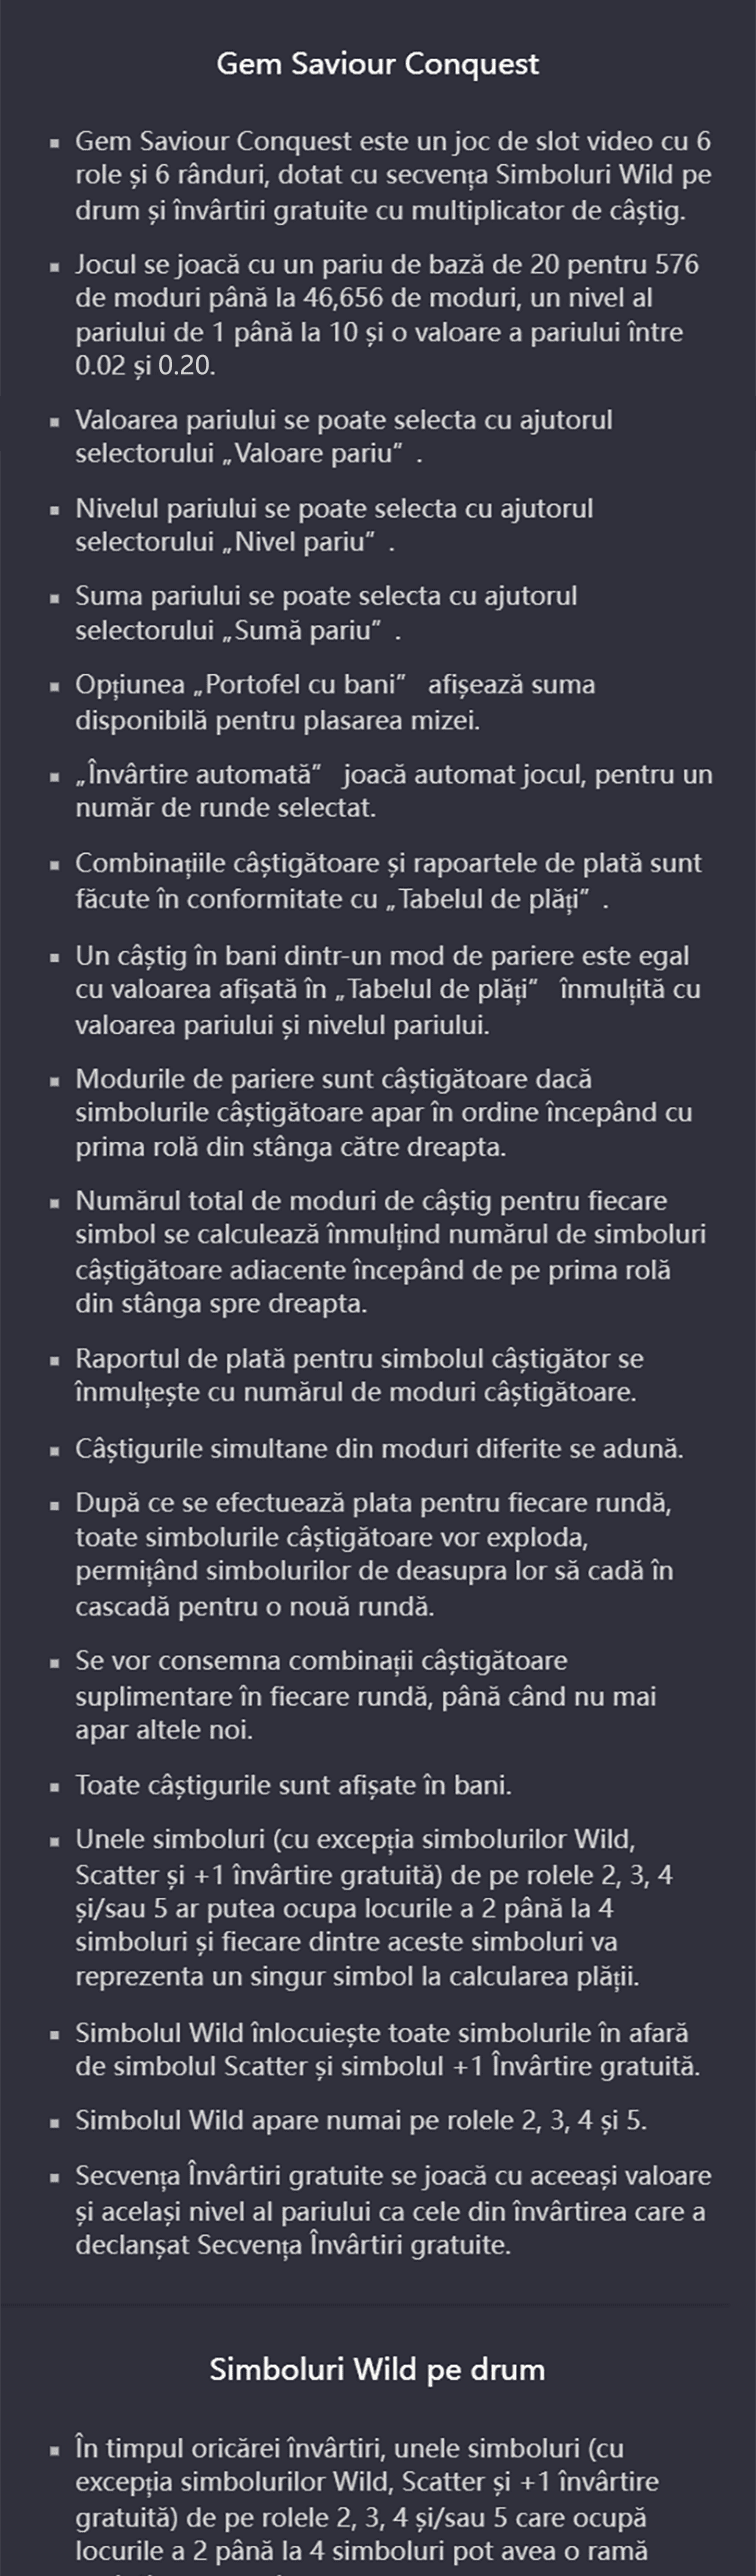 Gem Saviour Conquest
▪ Gem Saviour Conquest este un joc de slot video cu 6
role și 6 rânduri, dotat cu secvența Simboluri Wild pe
drum și învârtiri gratuite cu multiplicator de câștig.
▪ Jocul se joacă cu un pariu de bază de 20 pentru 576
de moduri până la 46,656 de moduri, un nivel al
pariului de 1 până la 10 și o valoare a pariului între
0.02 și 0.20.
▪ Valoarea pariului se poate selecta cu ajutorul
selectorului „Valoare pariu” .
▪ Nivelul pariului se poate selecta cu ajutorul
selectorului „Nivel pariu” .
▪ Suma pariului se poate selecta cu ajutorul
selectorului „Sumă pariu” .
▪ Opțiunea „Portofel cu bani” afișează suma
disponibilă pentru plasarea mizei.
▪ „Învârtire automată” joacă automat jocul, pentru un
număr de runde selectat.
▪ Combinațiile câștigătoare și rapoartele de plată sunt
făcute în conformitate cu „Tabelul de plăți” .
▪ Un câștig în bani dintr-un mod de pariere este egal
cu valoarea afișată în „Tabelul de plăți” înmulțită cu
valoarea pariului și nivelul pariului.
▪ Modurile de pariere sunt câștigătoare dacă
simbolurile câștigătoare apar în ordine începând cu
prima rolă din stânga către dreapta.
▪ Numărul total de moduri de câștig pentru fiecare
simbol se calculează înmulțind numărul de simboluri
câștigătoare adiacente începând de pe prima rolă
din stânga spre dreapta.
▪ Raportul de plată pentru simbolul câștigător se
înmulțește cu numărul de moduri câștigătoare.
▪ Câștigurile simultane din moduri diferite se adună.
▪ După ce se efectuează plata pentru fiecare rundă,
toate simbolurile câștigătoare vor exploda,
permițând simbolurilor de deasupra lor să cadă în
cascadă pentru o nouă rundă.
▪ Se vor consemna combinații câștigătoare
suplimentare în fiecare rundă, până când nu mai
apar altele noi.
▪ Toate câștigurile sunt afișate în bani.
▪ Unele simboluri (cu excepția simbolurilor Wild,
Scatter și +1 învârtire gratuită) de pe rolele 2, 3, 4
și/sau 5 ar putea ocupa locurile a 2 până la 4
simboluri și fiecare dintre aceste simboluri va
reprezenta un singur simbol la calcularea plății.
▪ Simbolul Wild înlocuiește toate simbolurile în afară
de simbolul Scatter și simbolul +1 Învârtire gratuită.
▪ Simbolul Wild apare numai pe rolele 2, 3, 4 și 5.
▪ Secvența Învârtiri gratuite se joacă cu aceeași valoare
și același nivel al pariului ca cele din învârtirea care a
declanșat Secvența Învârtiri gratuite.
Simboluri Wild pe drum
▪ În timpul oricărei învârtiri, unele simboluri (cu
excepția simbolurilor Wild, Scatter și +1 învârtire
gratuită) de pe rolele 2, 3, 4 și/sau 5 care ocupă
locurile a 2 până la 4 simboluri pot avea o ramă